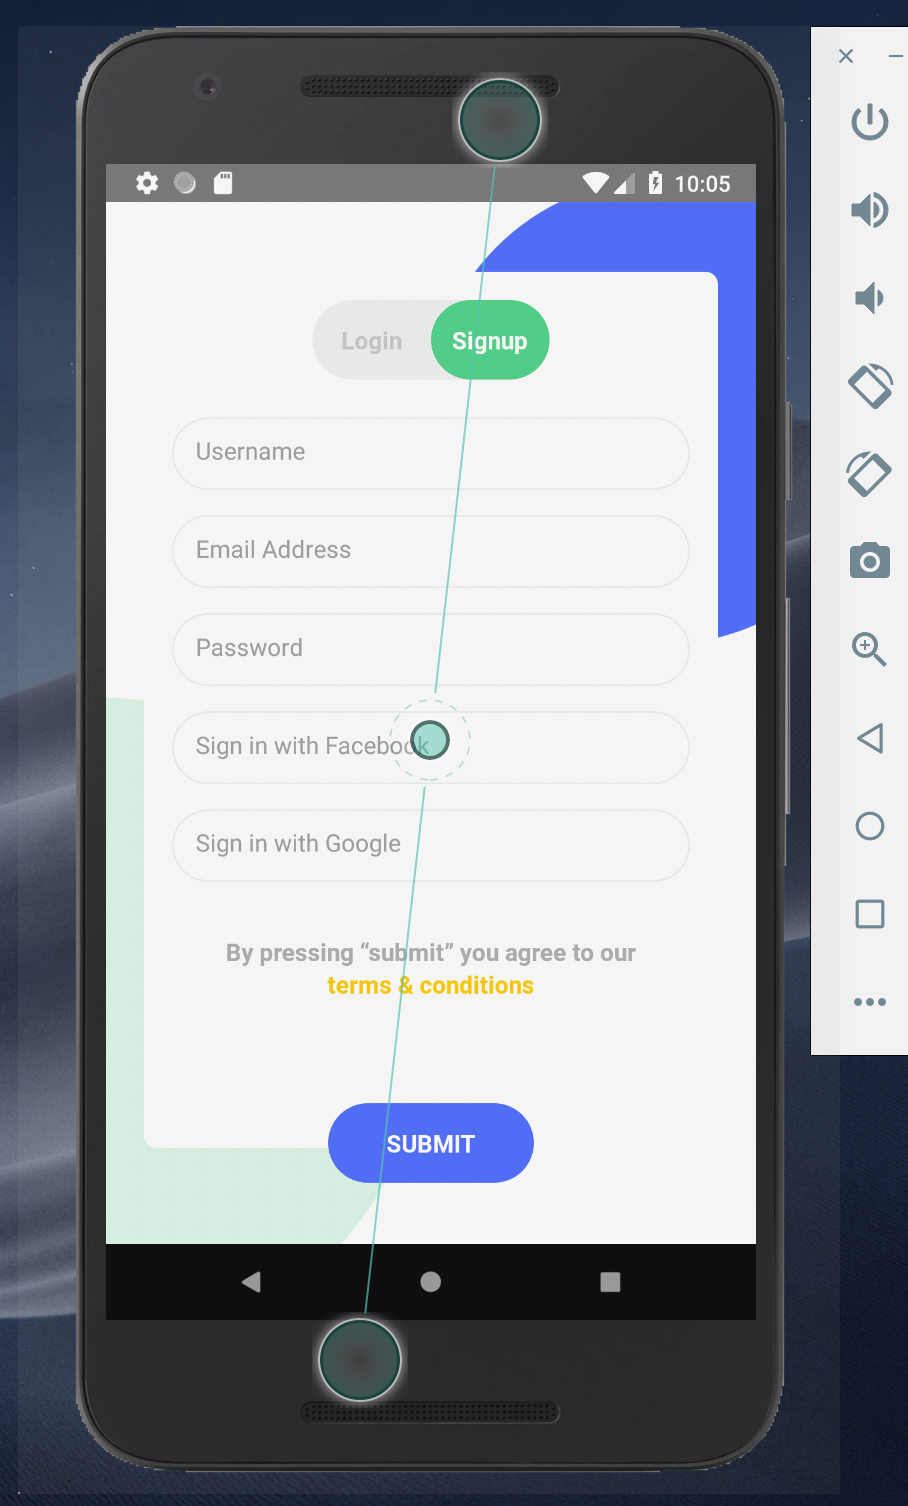 10:05
Login Signup
Username
Email Address
Password
Sign in with Facebook
Sign in with Google
By pressing “submit” you agree to our
terms & conditions
SUBMIT